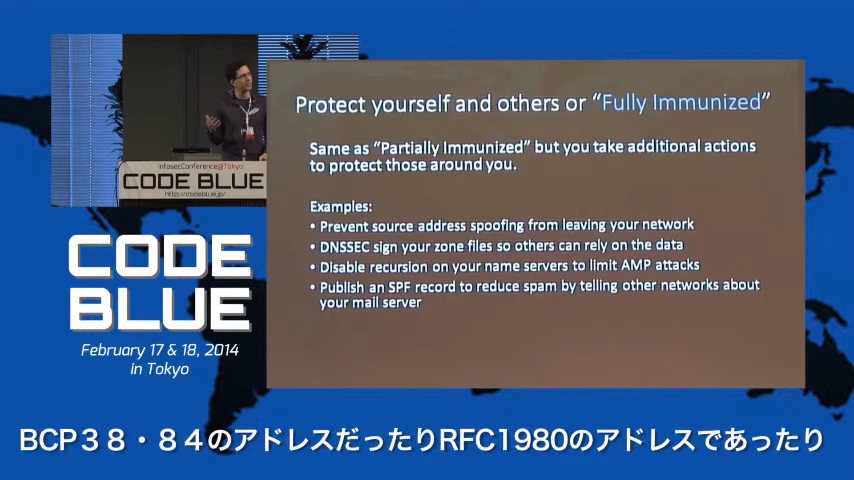 Protect yourself and others or “Fully Immunized”
Same as “Partially Immunized” but you take additional actions
to protect those around you.
Examples:
• Prevent source address spoofing from leaving your network
• DNSSEC sign your zone files so others can rely on the data
• Disable recursion on your name servers to limit AMP attacks
• Publish an SPF record to reduce spam by telling other networks about
your mail server
InfosecConference@Tokyo
CODE BLUE
http://codeblue.jp/
CODE
BLUE
February 17 & 18, 2014
in Tokyo
BCP３８・８４のアドレスだったりRFC1980のアドレスであったり